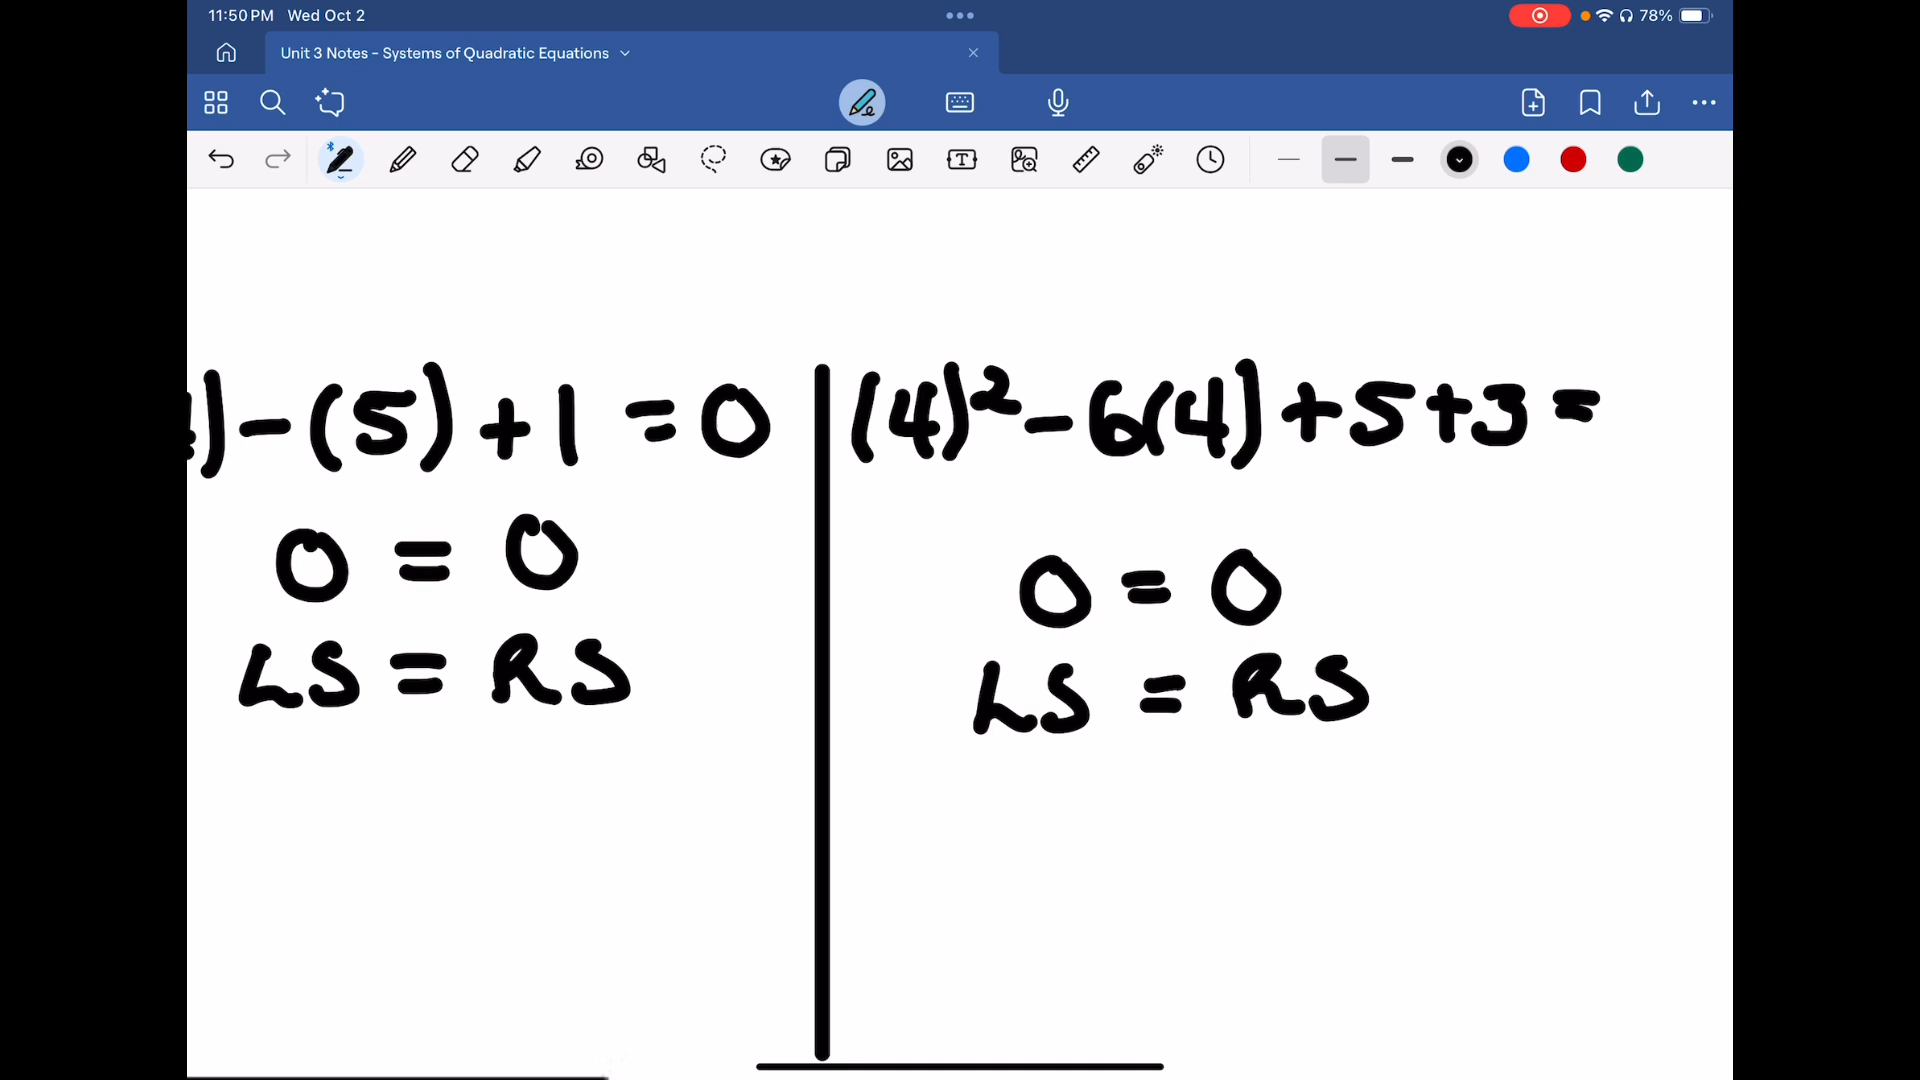 11:50 PM Wed Oct 2
78%
Unit 3 Notes - Systems of Quadratic Equations
) - (5) + 1 = 0
(4)² - 6(4) + 5 + 3 =
0 = 0
0 = 0
LS = RS
LS = RS